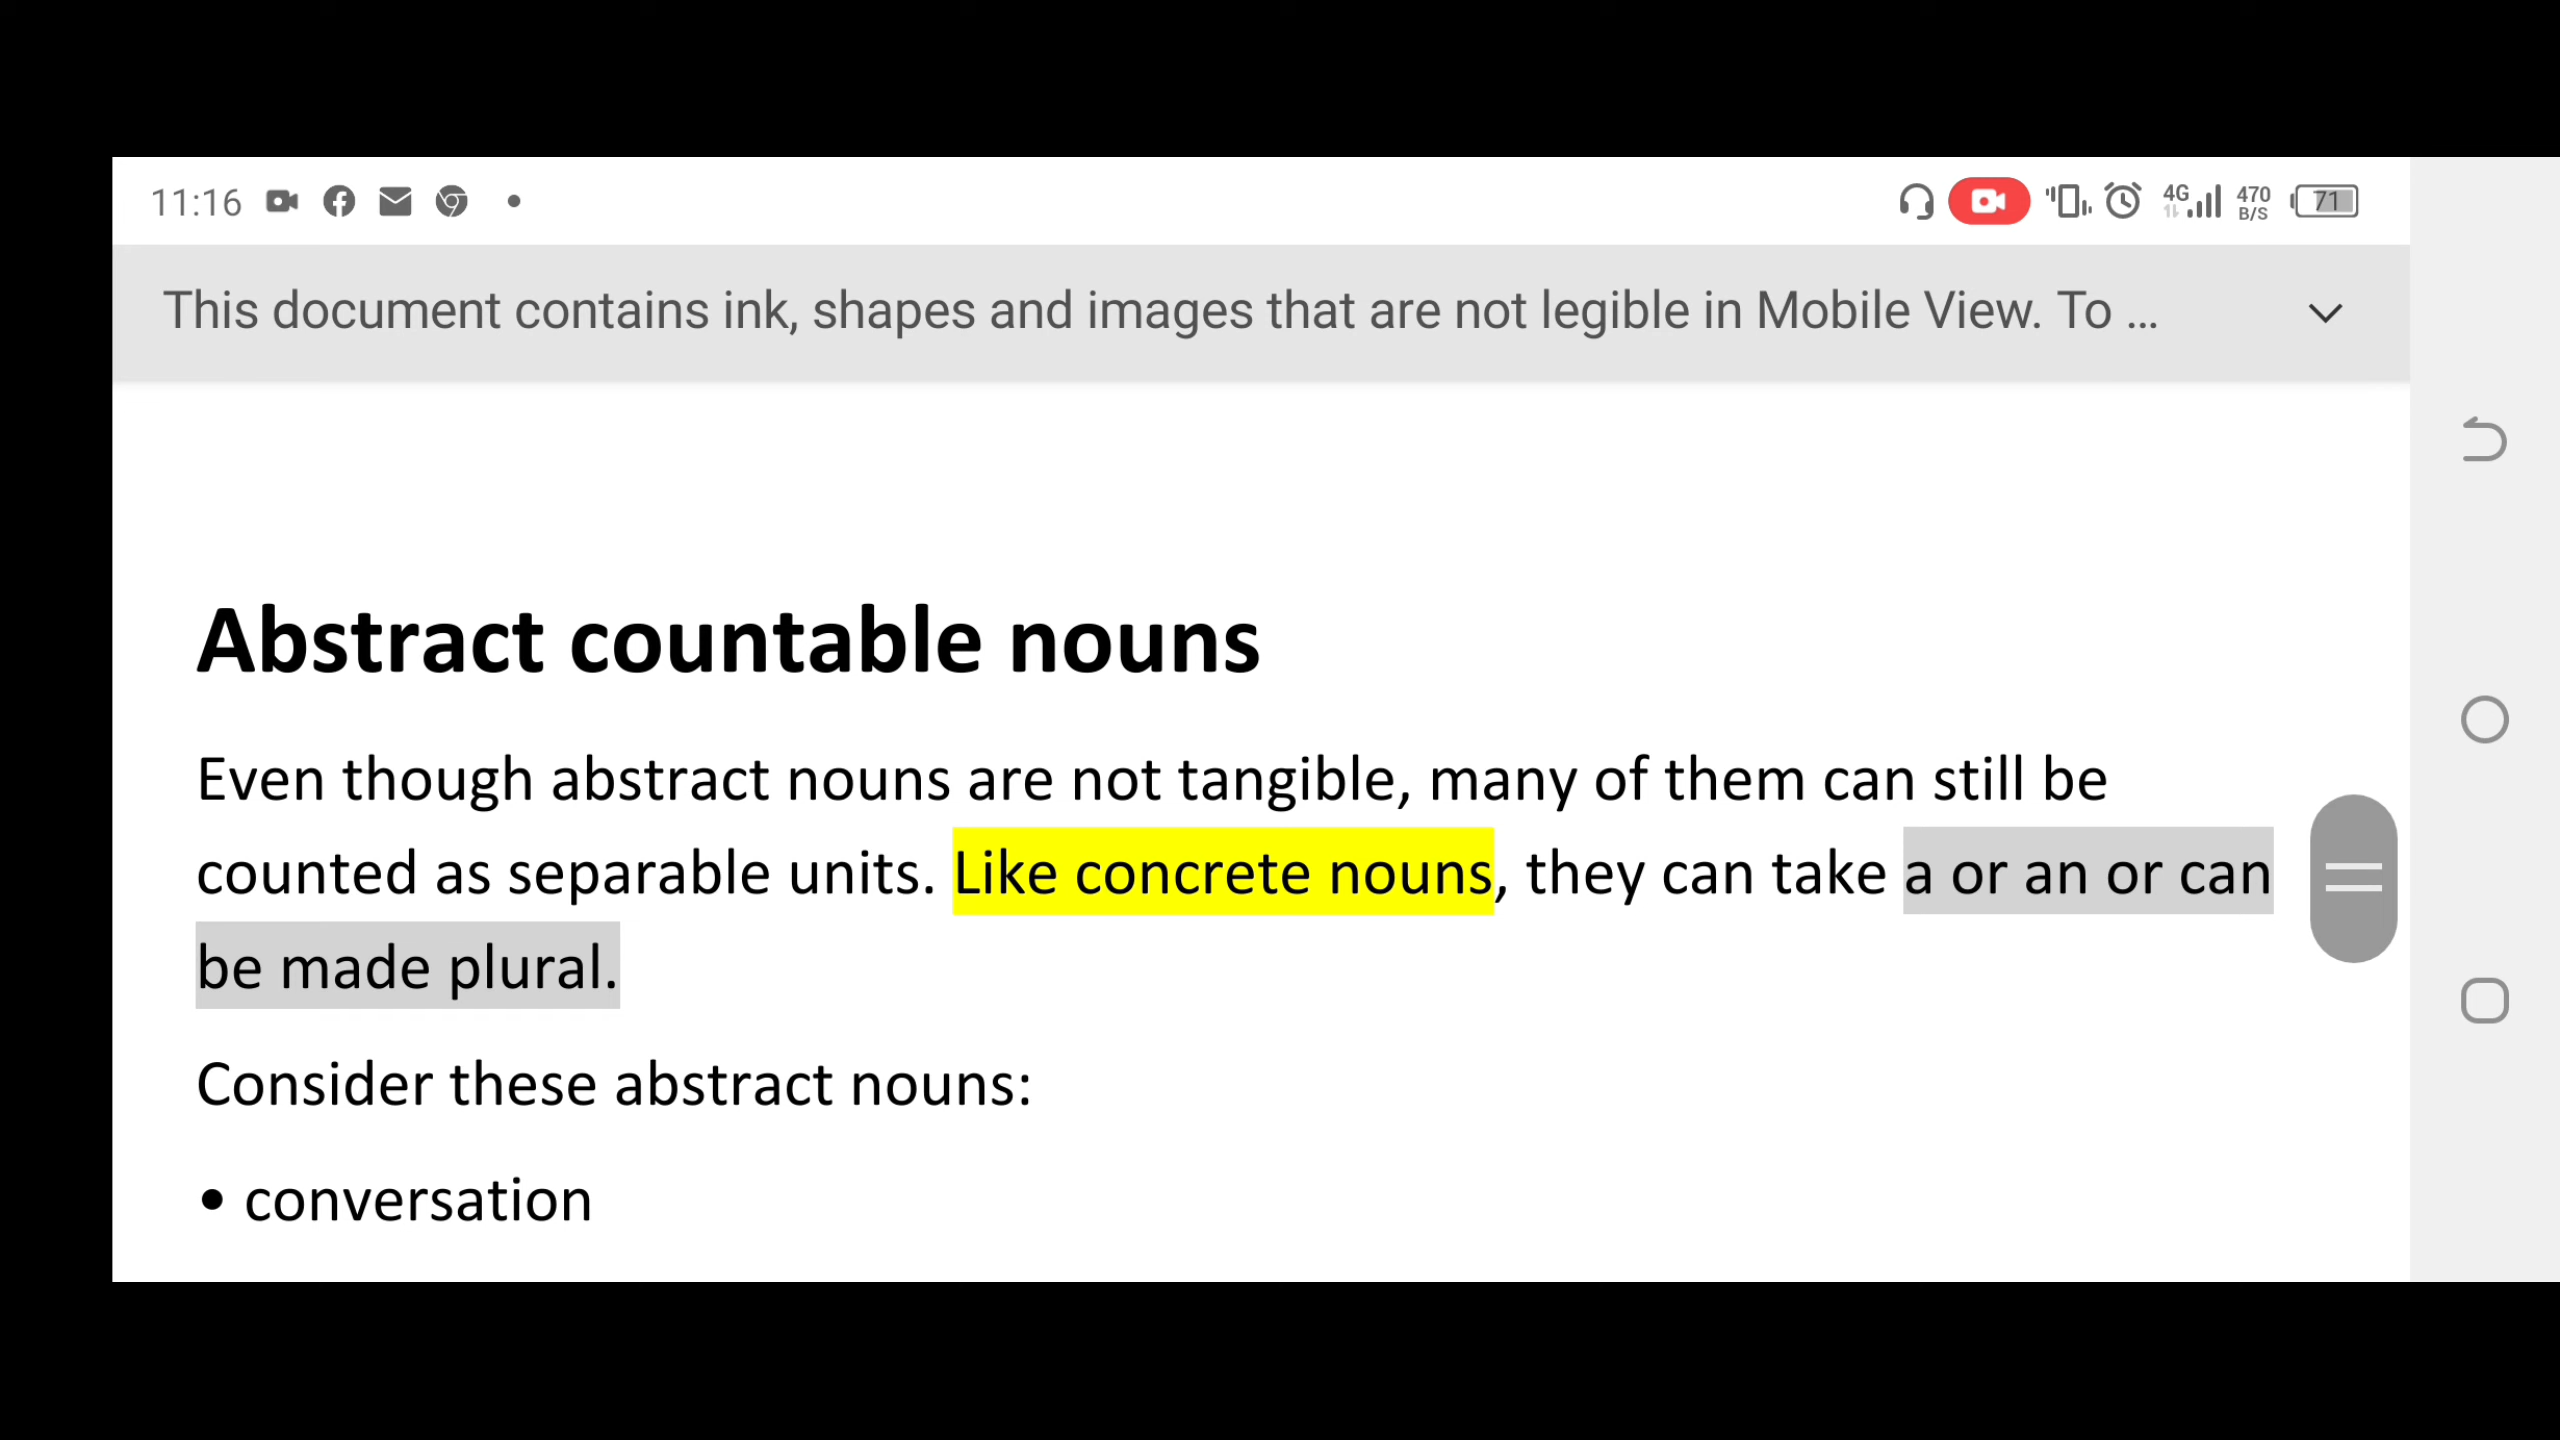 11:16
4G 470 B/S 71
This document contains ink, shapes and images that are not legible in Mobile View. To ...
Abstract countable nouns
Even though abstract nouns are not tangible, many of them can still be
counted as separable units. Like concrete nouns, they can take a or an or can
be made plural.
Consider these abstract nouns:
• conversation